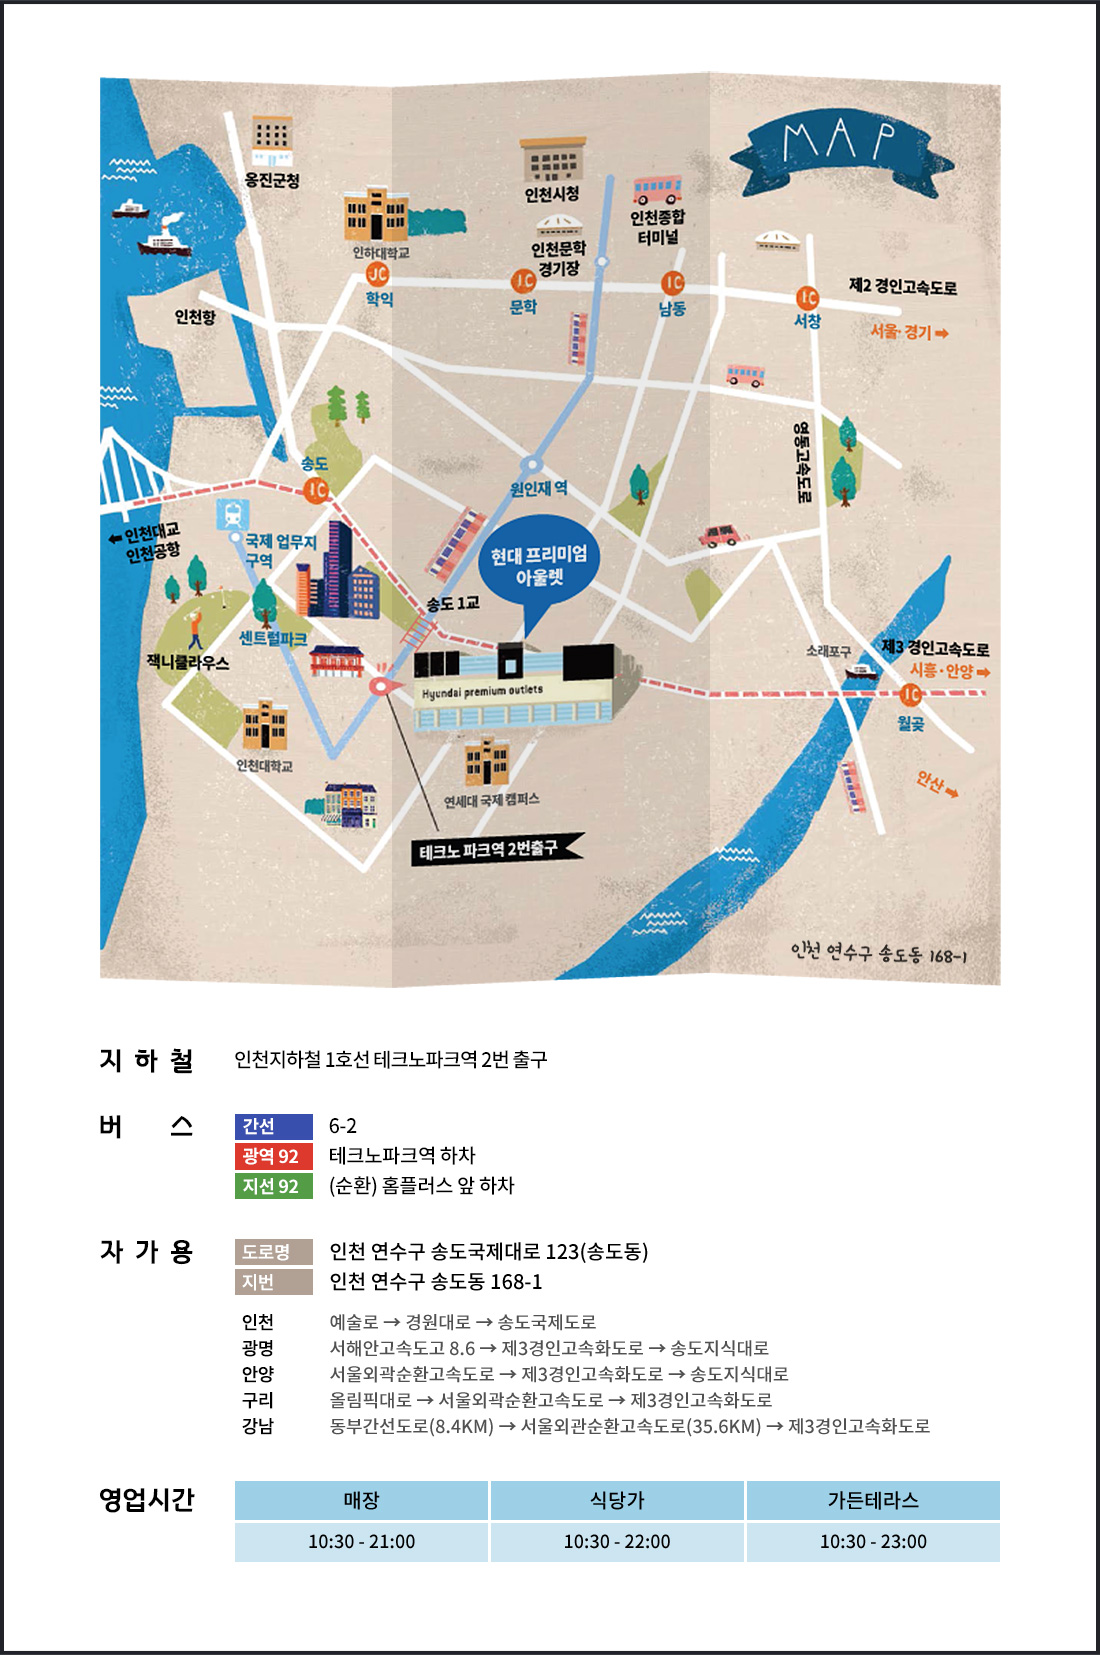 MAP
옹진군청
인천시청
인천종합
터미널
인하대학교
인천문학
경기장
JC
학익
IC
문학
IC
남동
IC
서창
제2 경인고속도로
서울·경기
인천항
영동고속도로
송도
IC
원인재 역
인천대교
인천공항
국제 업무지
구역
현대 프리미엄
아울렛
송도 1교
센트럴파크
잭니클라우스
Hyundai premium outlets
소래포구
제3 경인고속도로
시흥·안양
IC
월곶
인천대학교
연세대 국제 캠퍼스
안산
테크노 파크역 2번출구
인천 연수구 송도동 168-1
지하철 인천지하철 1호선 테크노파크역 2번 출구
버스 간선 6-2
광역 92 테크노파크역 하차
지선 92 (순환) 홈플러스 앞 하차
자가용 도로명 인천 연수구 송도국제대로 123(송도동)
지번 인천 연수구 송도동 168-1
인천 예술로 → 경원대로 → 송도국제도로
광명 서해안고속도고 8.6 → 제3경인고속화도로 → 송도지식대로
안양 서울외곽순환고속도로 → 제3경인고속화도로 → 송도지식대로
구리 올림픽대로 → 서울외곽순환고속도로 → 제3경인고속화도로
강남 동부간선도로(8.4KM) → 서울외관순환고속도로(35.6KM) → 제3경인고속화도로
영업시간 매장 식당가 가든테라스
10:30 - 21:00 10:30 - 22:00 10:30 - 23:00